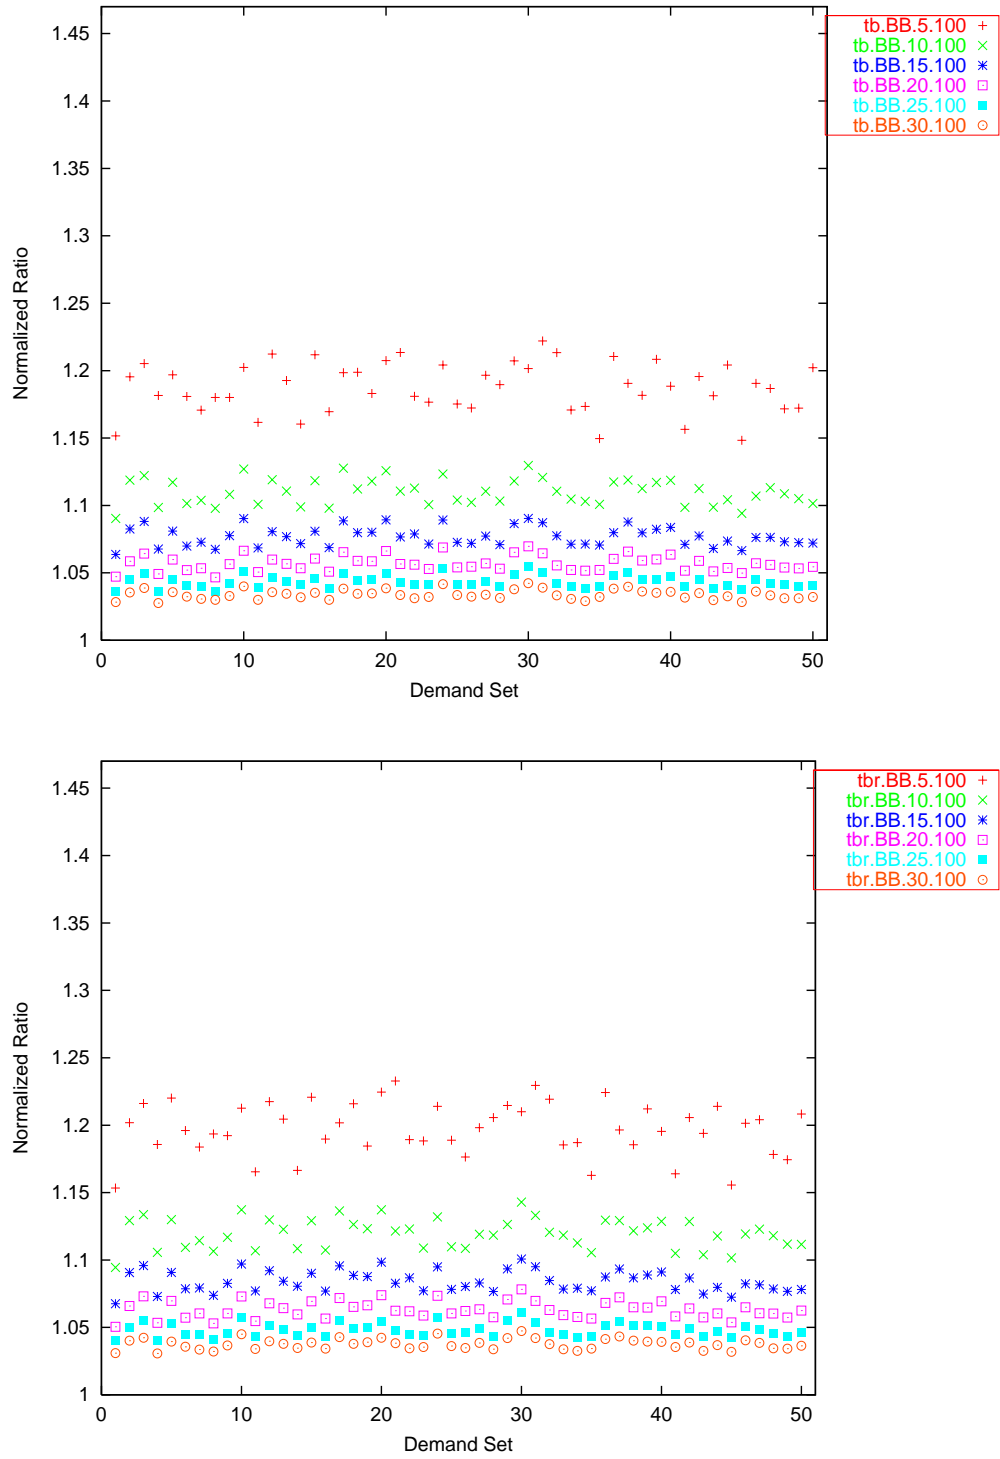 1.45
1.4
1.35
1.3
1.25
1.2
1.15
1.1
1.05
1
0 10 20 30 40 50
Normalized Ratio
Demand Set
tb.BB.5.100
tb.BB.10.100
tb.BB.15.100
tb.BB.20.100
tb.BB.25.100
tb.BB.30.100
1.45
1.4
1.35
1.3
1.25
1.2
1.15
1.1
1.05
1
0 10 20 30 40 50
Normalized Ratio
Demand Set
tbr.BB.5.100
tbr.BB.10.100
tbr.BB.15.100
tbr.BB.20.100
tbr.BB.25.100
tbr.BB.30.100